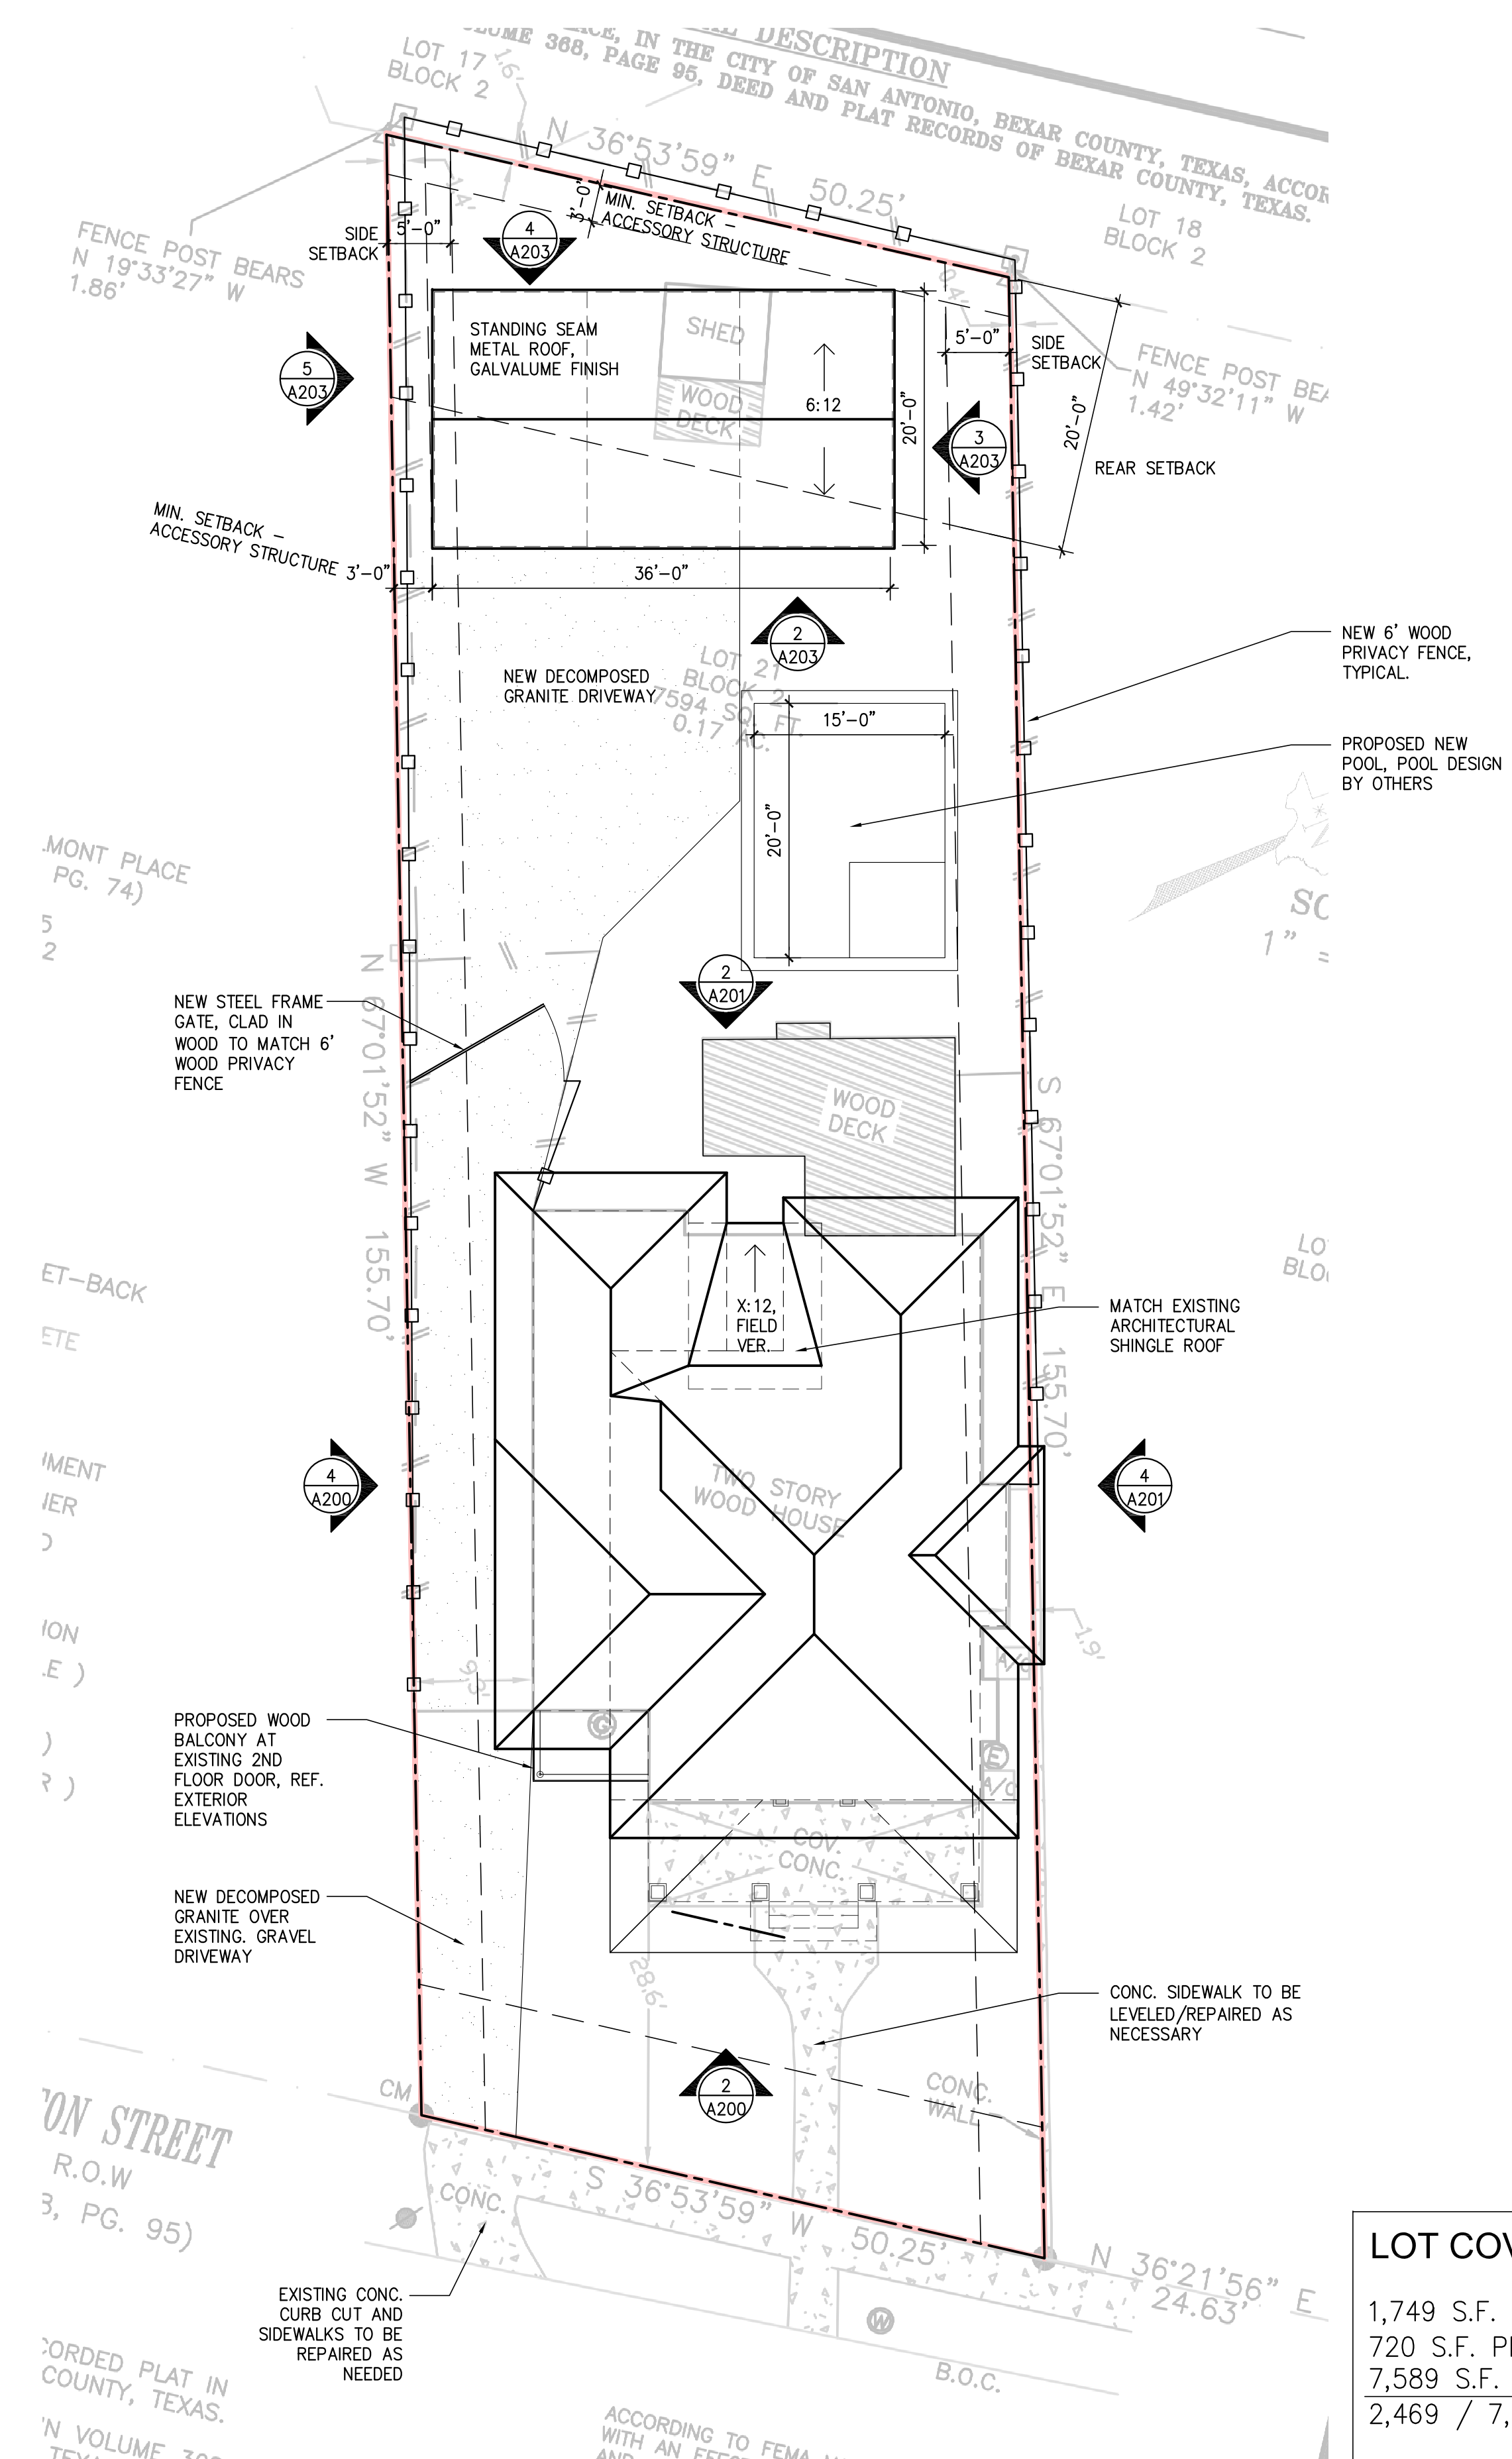 DESCRIPTION
IN THE CITY OF SAN ANTONIO, BEXAR COUNTY, TEXAS,
368, PAGE 95, DEED AND PLAT RECORDS OF BEXAR COUNTY, TEXAS.
LOT 17
BLOCK 2
1.6'
N 36°53'59" E 50.25'
LOT 18
BLOCK 2
FENCE POST BEARS
N 19°33'27" W
1.86'
SIDE
SETBACK
5'-0"
4
A203
3'-0"
MIN. SETBACK -
ACCESSORY STRUCTURE
STANDING SEAM
METAL ROOF,
GALVALUME FINISH
SHED
WOOD
DECK
6:12
20'-0"
5'-0"
SIDE
SETBACK
FENCE POST
N 49°32'11" W
1.42'
5
A203
3
A203
20'-0"
REAR SETBACK
MIN. SETBACK -
ACCESSORY STRUCTURE 3'-0"
36'-0"
2
A203
NEW DECOMPOSED
GRANITE DRIVEWAY
LOT 21
BLOCK 2
7594 SQ. FT.
0.17 AC.
15'-0"
20'-0"
NEW 6' WOOD
PRIVACY FENCE,
TYPICAL.
PROPOSED NEW
POOL, POOL DESIGN
BY OTHERS
PLACE
PG. 74)
5
2
1" =
2
A201
NEW STEEL FRAME
GATE, CLAD IN
WOOD TO MATCH 6'
WOOD PRIVACY
FENCE
N 67°01'52" W 155.70'
WOOD
DECK
S 67°01'52" E 155.70'
X:12,
FIELD
VER.
MATCH EXISTING
ARCHITECTURAL
SHINGLE ROOF
4
A200
TWO STORY
WOOD HOUSE
4
A201
1.9'
9.3'
A/C
G
E
A/C
PROPOSED WOOD
BALCONY AT
EXISTING 2ND
FLOOR DOOR, REF.
EXTERIOR
ELEVATIONS
COV.
CONC.
NEW DECOMPOSED
GRANITE OVER
EXISTING. GRAVEL
DRIVEWAY
28.6'
CONC. SIDEWALK TO BE
LEVELED/REPAIRED AS
NECESSARY
2
A200
CONC.
WALL
CM
STREET
R.O.W
PG. 95)
CONC.
S 36°53'59" W 50.25'
N 36°21'56" E
24.63'
W
B.O.C.
EXISTING CONC.
CURB CUT AND
SIDEWALKS TO BE
REPAIRED AS
NEEDED
PLAT IN
COUNTY, TEXAS.
VOLUME
ACCORDING TO FEMA
WITH AN
LOT
1,749 S.F.
720 S.F.
7,589 S.F.
2,469 / 7,